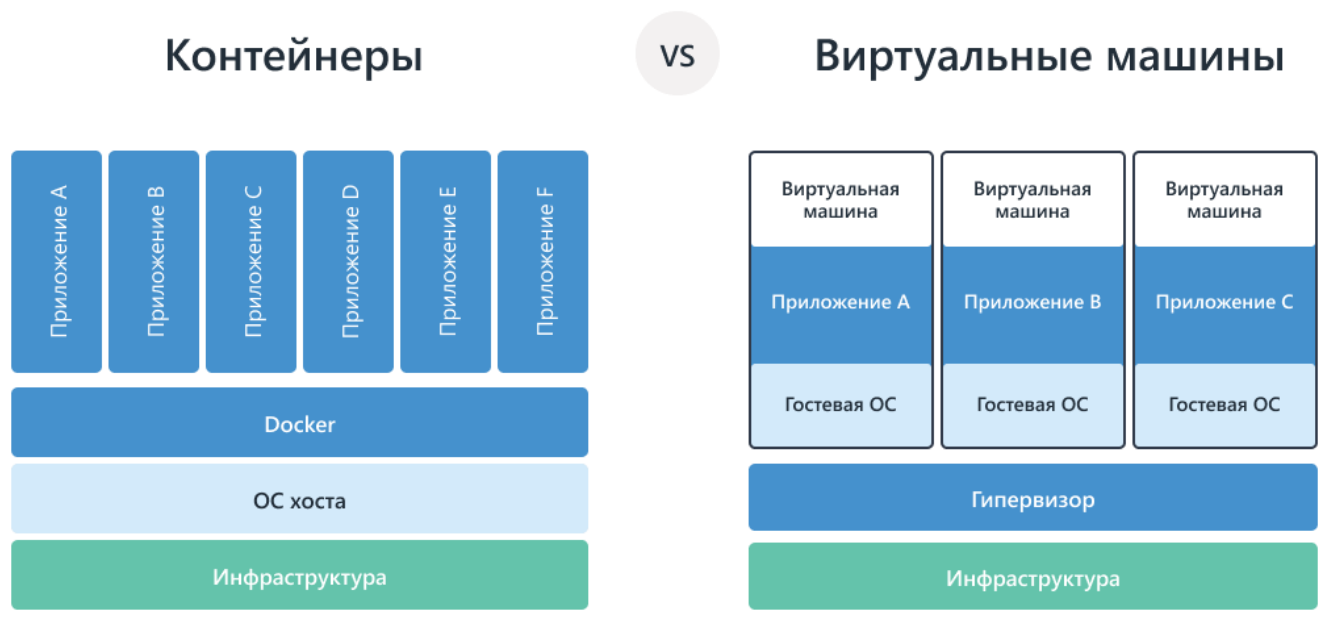 Контейнеры
VS
Виртуальные машины
Приложение A
Приложение B
Приложение C
Приложение D
Приложение E
Приложение F
Docker
ОС хоста
Инфраструктура
Виртуальная
машина
Приложение A
Гостевая ОС
Виртуальная
машина
Приложение B
Гостевая ОС
Виртуальная
машина
Приложение C
Гостевая ОС
Гипервизор
Инфраструктура